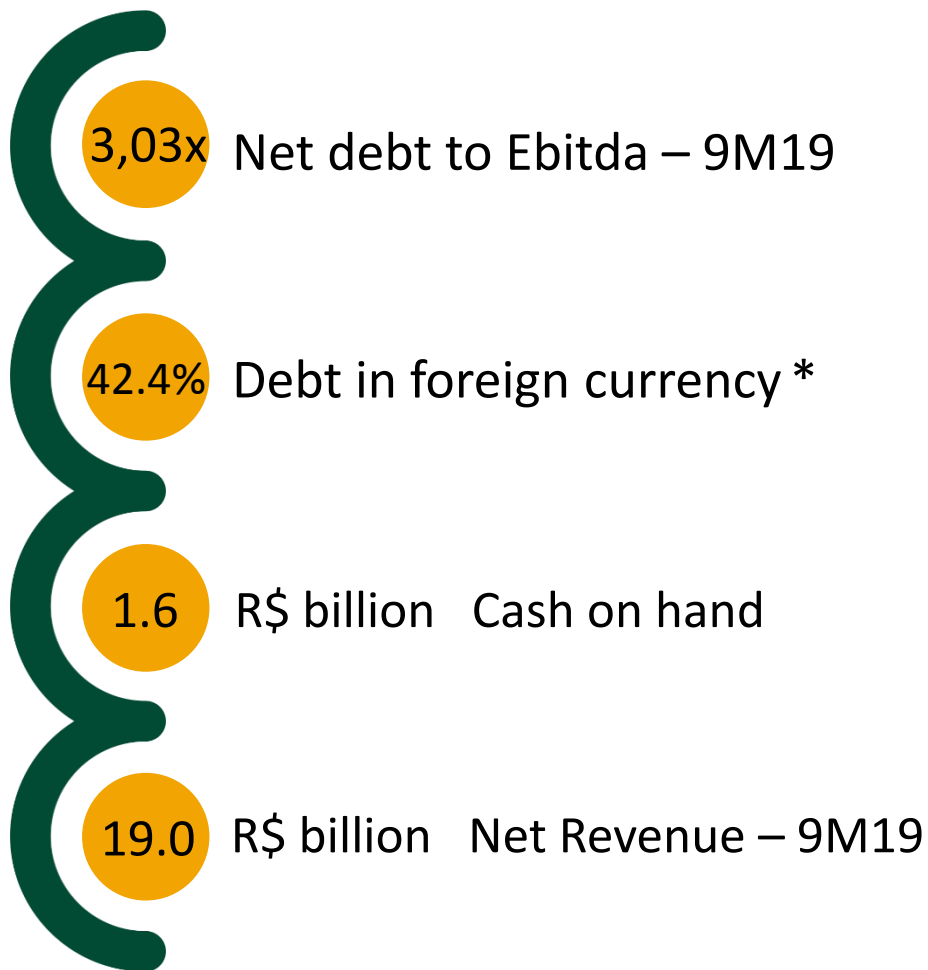 3,03x Net debt to Ebitda – 9M19
42.4% Debt in foreign currency *
1.6 R$ billion Cash on hand
19.0 R$ billion Net Revenue – 9M19